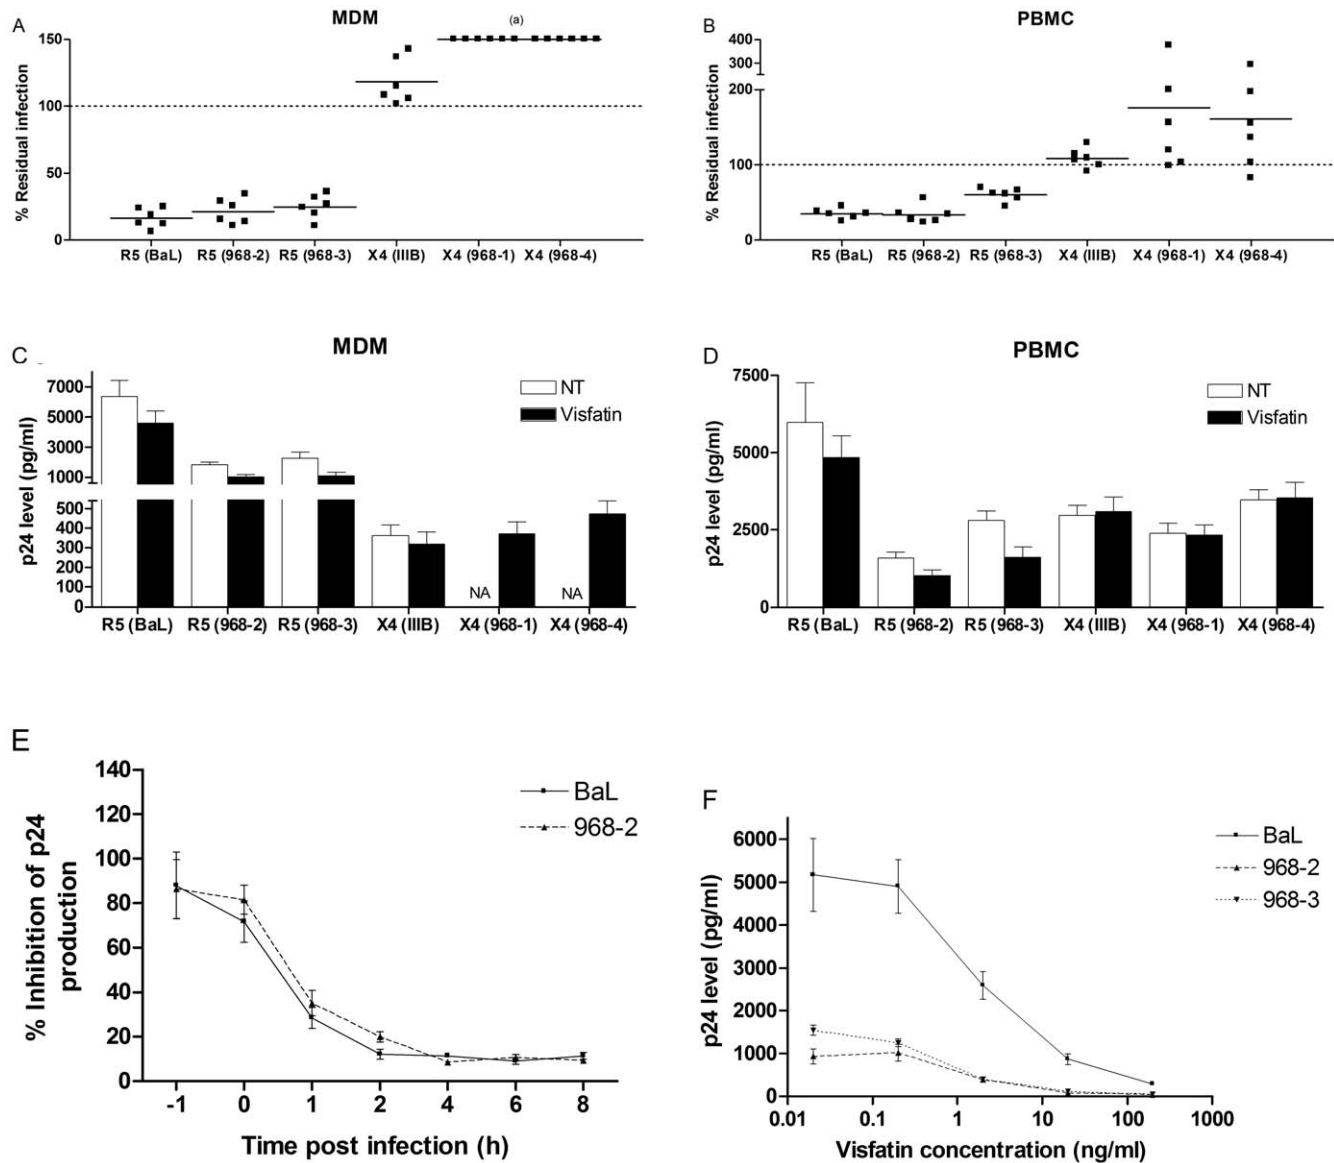 A
MDM
(a)
% Residual infection
150
100
50
0
R5 (BaL) R5 (968-2) R5 (968-3) X4 (IIIB) X4 (968-1) X4 (968-4)
B
PBMC
% Residual infection
400
300
200
100
0
R5 (BaL) R5 (968-2) R5 (968-3) X4 (IIIB) X4 (968-1) X4 (968-4)
C
MDM
NT
Visfatin
p24 level (pg/ml)
7000
5000
3000
1000
500
400
300
200
100
0
NA NA
R5 (BaL) R5 (968-2) R5 (968-3) X4 (IIIB) X4 (968-1) X4 (968-4)
D
PBMC
NT
Visfatin
p24 level (pg/ml)
7500
5000
2500
0
R5 (BaL) R5 (968-2) R5 (968-3) X4 (IIIB) X4 (968-1) X4 (968-4)
E
BaL
968-2
% Inhibition of p24
production
140
120
100
80
60
40
20
0
-1 0 1 2 4 6 8
Time post infection (h)
F
BaL
968-2
968-3
p24 level (pg/ml)
6000
5000
4000
3000
2000
1000
0
0.01 0.1 1 10 100 1000
Visfatin concentration (ng/ml)